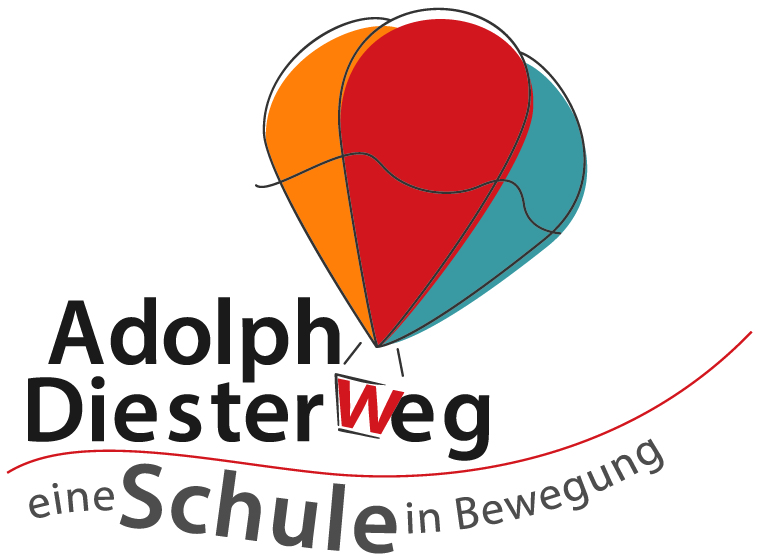 Adolph
Diesterweg
eine Schule in Bewegung